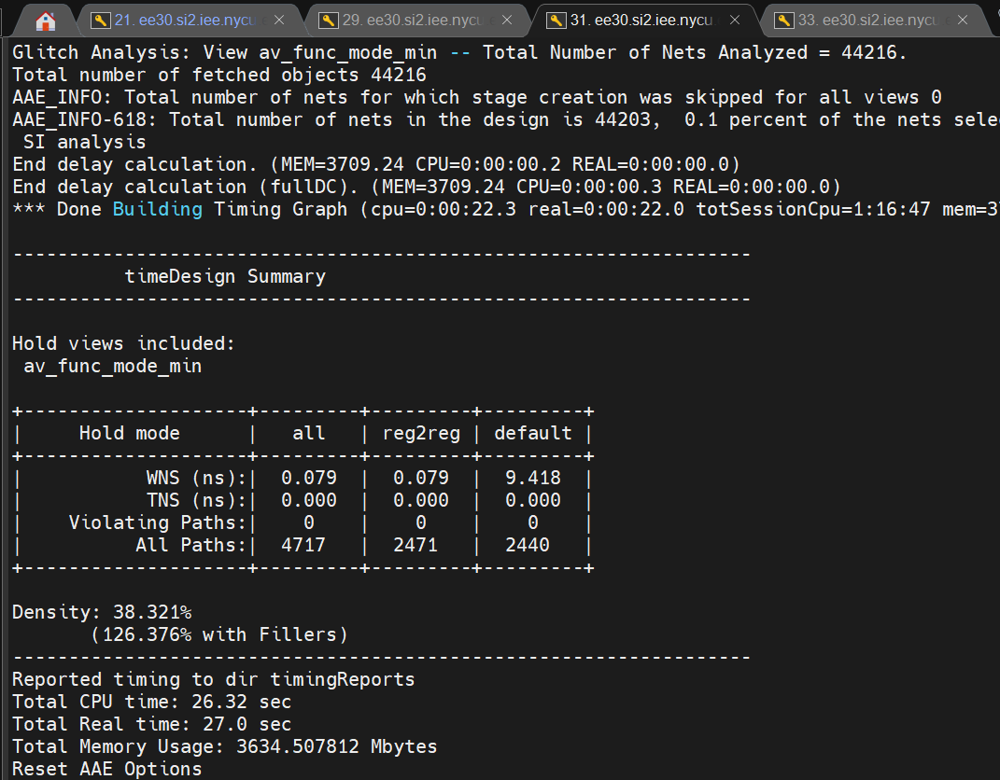 21. ee30.si2.iee.nycu 29. ee30.si2.iee.nycu 31. ee30.si2.iee.nycu 33. ee30.si2.iee.nycu
Glitch Analysis: View av_func_mode_min -- Total Number of Nets Analyzed = 44216.
Total number of fetched objects 44216
AAE_INFO: Total number of nets for which stage creation was skipped for all views 0
AAE_INFO-618: Total number of nets in the design is 44203,  0.1 percent of the nets sele
 SI analysis
End delay calculation. (MEM=3709.24 CPU=0:00:00.2 REAL=0:00:00.0)
End delay calculation (fullDC). (MEM=3709.24 CPU=0:00:00.3 REAL=0:00:00.0)
*** Done Building Timing Graph (cpu=0:00:22.3 real=0:00:22.0 totSessionCpu=1:16:47 mem=37
------------------------------------------------------------------
          timeDesign Summary
------------------------------------------------------------------
Hold views included:
 av_func_mode_min
+--------------------+---------+---------+---------+
|     Hold mode      |   all   | reg2reg | default |
+--------------------+---------+---------+---------+
|           WNS (ns):|  0.079  |  0.079  |  9.418  |
|           TNS (ns):|  0.000  |  0.000  |  0.000  |
|    Violating Paths:|    0    |    0    |    0    |
|          All Paths:|  4717   |  2471   |  2440   |
+--------------------+---------+---------+---------+
Density: 38.321%
       (126.376% with Fillers)
------------------------------------------------------------------
Reported timing to dir timingReports
Total CPU time: 26.32 sec
Total Real time: 27.0 sec
Total Memory Usage: 3634.507812 Mbytes
Reset AAE Options